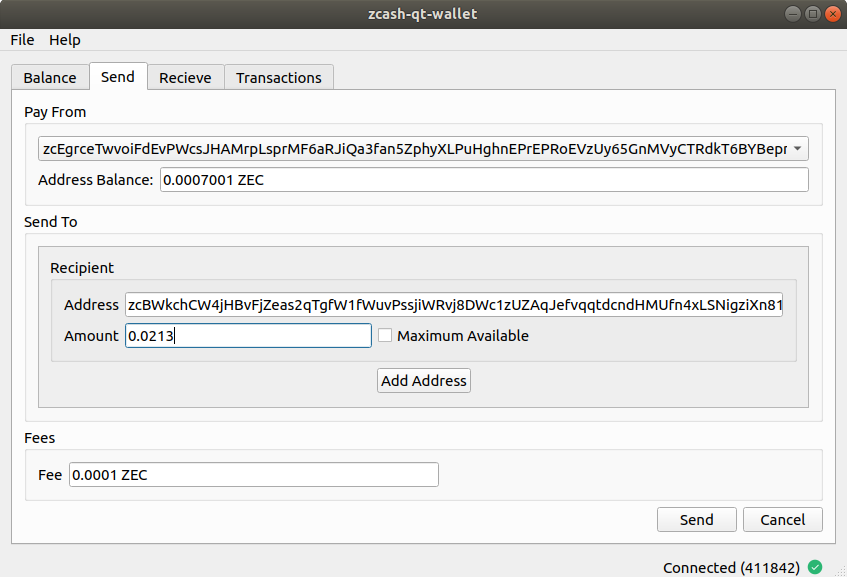 zcash-qt-wallet
File Help
Balance Send Recieve Transactions
Pay From
zcEgrceTwvoiFdEvPWcsJHAMrpLsprMF6aRJiQa3fan5ZphyXLPuHghnEPrEPRoEVzUy65GnMVyCTRdkT6BYBepr
Address Balance: 0.0007001 ZEC
Send To
Recipient
Address zcBWkchCW4jHBvFjZeas2qTgfW1fWuvPssjiWRvj8DWc1zUZAqJefvqqtdcndHMUfn4xLSNigziXn81
Amount 0.0213 Maximum Available
Add Address
Fees
Fee 0.0001 ZEC
Send Cancel
Connected (411842)